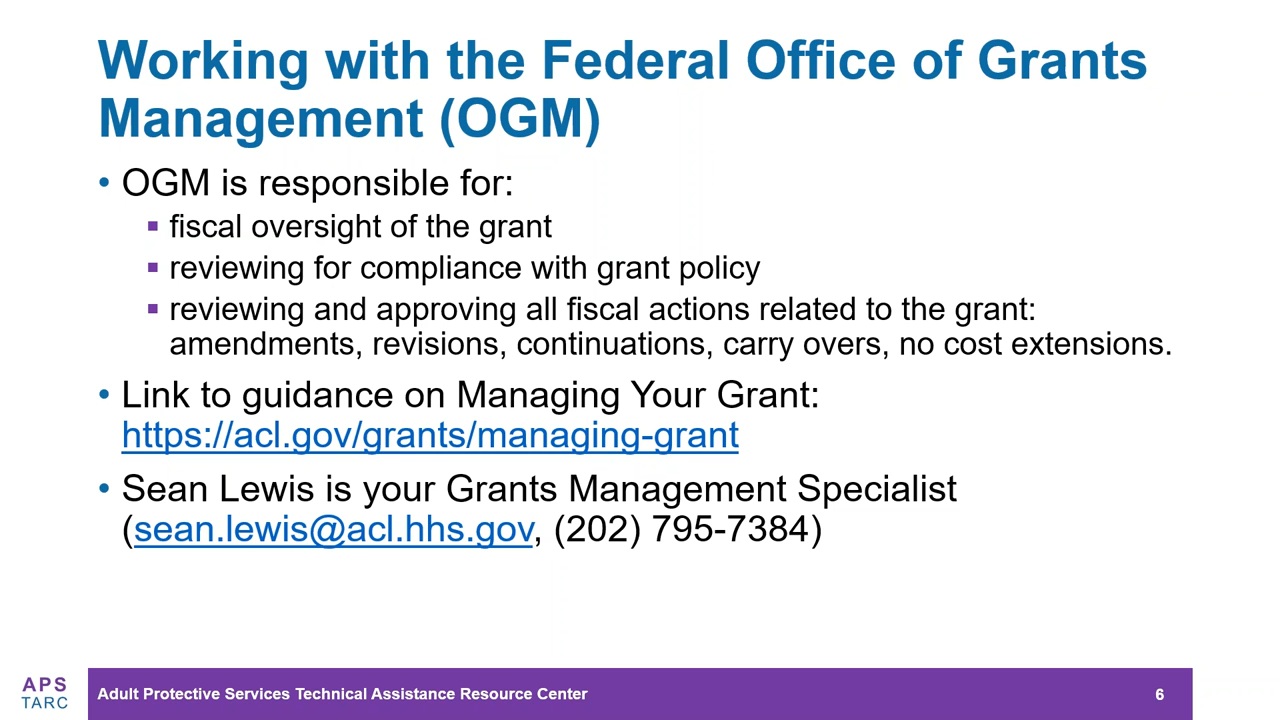 Working with the Federal Office of Grants
Management (OGM)
• OGM is responsible for:
▪ fiscal oversight of the grant
▪ reviewing for compliance with grant policy
▪ reviewing and approving all fiscal actions related to the grant:
amendments, revisions, continuations, carry overs, no cost extensions.
• Link to guidance on Managing Your Grant:
https://acl.gov/grants/managing-grant
• Sean Lewis is your Grants Management Specialist
(sean.lewis@acl.hhs.gov, (202) 795-7384)
APS
TARC
Adult Protective Services Technical Assistance Resource Center
6